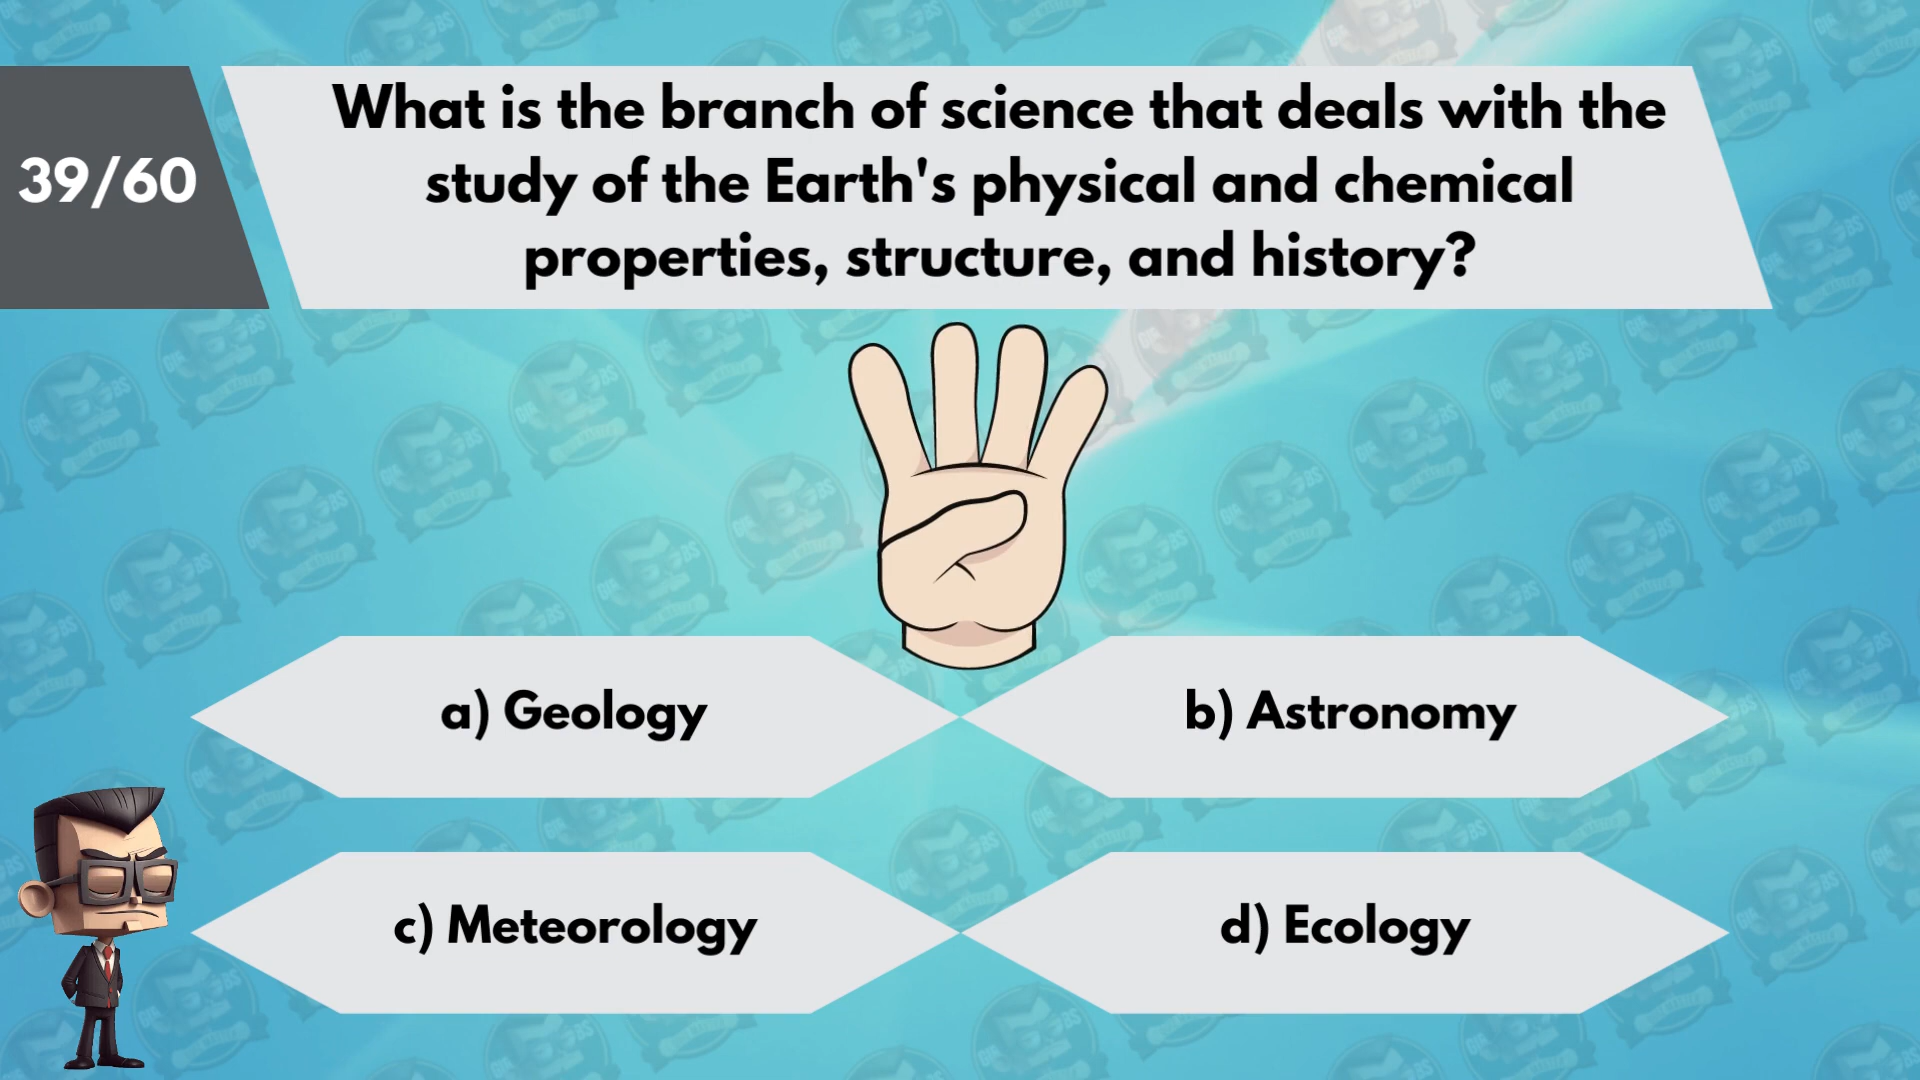 39/60
What is the branch of science that deals with the
study of the Earth's physical and chemical
properties, structure, and history?
a) Geology
b) Astronomy
c) Meteorology
d) Ecology